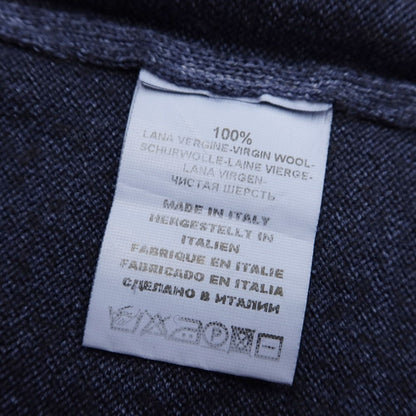 100%
LANA VERGINE-VIRGIN WOOL-
SCHURWOLLE-LAINE VIERGE-
LANA VIRGEN-
ЧИСТАЯ ШЕРСТЬ
MADE IN ITALY
HERGESTELLT IN
ITALIEN
FABRIQUE EN ITALIE
FABRICADO EN ITALIA
СДЕЛАНО В ИТАЛИИ
P